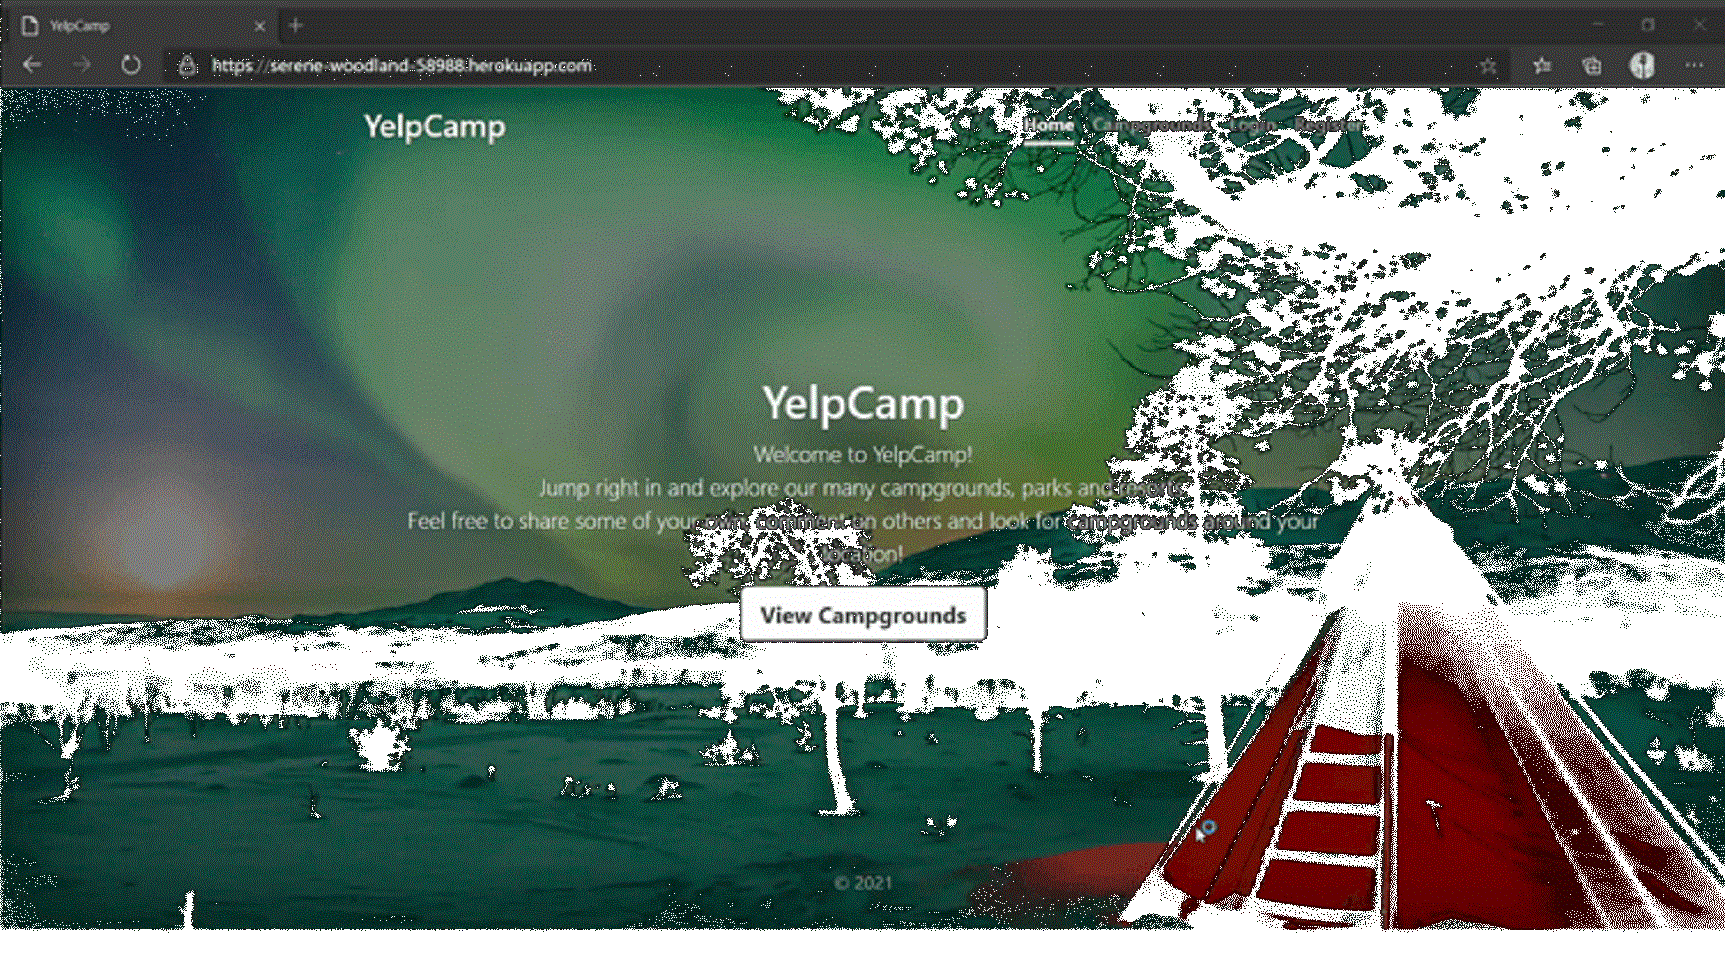 YelpCamp
https://serene-woodland-58988.herokuapp.com
YelpCamp
Home Campgrounds Login Register
YelpCamp
Welcome to YelpCamp!
Jump right in and explore our many campgrounds, parks and resorts.
Feel free to share some of your own, comment on others and look for campgrounds around your
location!
View Campgrounds
© 2021